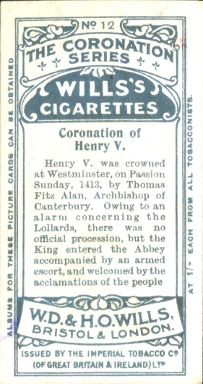 No 12
THE CORONATION
SERIES
WILLS'S
CIGARETTES
Coronation of
Henry V.
Henry V. was crowned
at Westminster, on Passion
Sunday, 1413, by Thomas
Fitz Alan, Archbishop of
Canterbury. Owing to an
alarm concerning the
Lollards, there was no
official procession, but the
King entered the Abbey
accompanied by an armed
escort, and welcomed by the
acclamations of the people
W.D. & H.O. WILLS,
BRISTOL & LONDON.
ISSUED BY THE IMPERIAL TOBACCO Co
(OF GREAT BRITAIN & IRELAND) LTD
ALBUMS FOR THESE PICTURE CARDS CAN BE OBTAINED
AT 1/- EACH FROM ALL TOBACCONISTS.